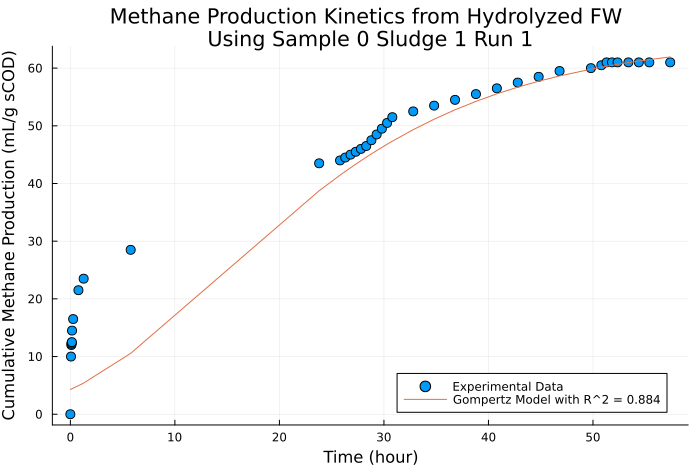 Methane Production Kinetics from Hydrolyzed FW
Using Sample 0 Sludge 1 Run 1
Cumulative Methane Production (mL/g sCOD)
60
50
40
30
20
10
0
Experimental Data
Gompertz Model with R^2 = 0.884
0 10 20 30 40 50
Time (hour)